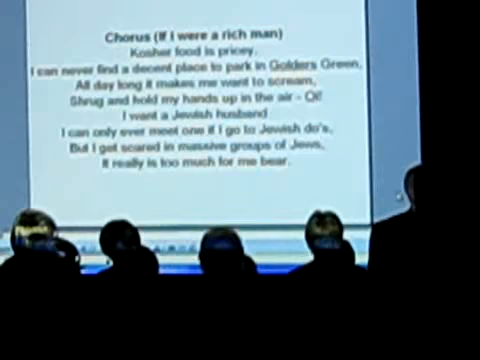 Chorus (If I were a rich man)
Kosher food is pricey,
I can never find a decent place to park in Golders Green,
All day long it makes me want to scream,
Shrug and hold my hands up in the air - Oi!
I want a Jewish husband
I can only ever meet one if I go to Jewish do's,
But I get scared in massive groups of Jews,
It really is too much for me bear.